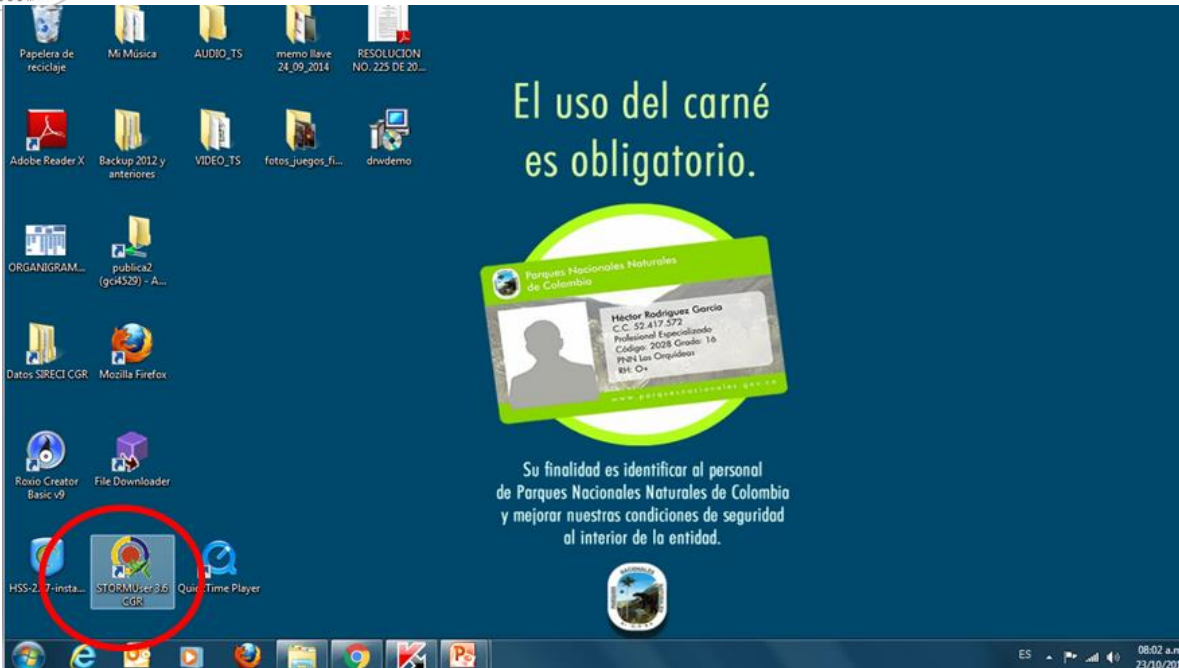 Papelera de
reciclaje
Mi Música
AUDIO_TS
memo llave
24_09_2014
RESOLUCION
NO. 225 DE 20...
Adobe Reader X
Backup 2012 y
anteriores
VIDEO_TS
fotos_juegos_fi...
drwdemo
ORGANIGRAM...
publica2
(gci4529) - A...
Datos SIRECI CGR
Mozilla Firefox
Roxio Creator
Basic v9
File Downloader
STORMUser 3.6
CGR
QuickTime Player
El uso del carné
es obligatorio.
Parques Nacionales Naturales
de Colombia
Héctor Rodríguez García
C.C. 52.417.572
Profesional Especializado
Código: 2028 Grado: 16
PNN Las Orquídeas
RH: O+
www.parquesnacionales.gov.co
Su finalidad es identificar al personal
de Parques Nacionales Naturales de Colombia
y mejorar nuestras condiciones de seguridad
al interior de la entidad.
ES
08:02 a.m
23/10/201